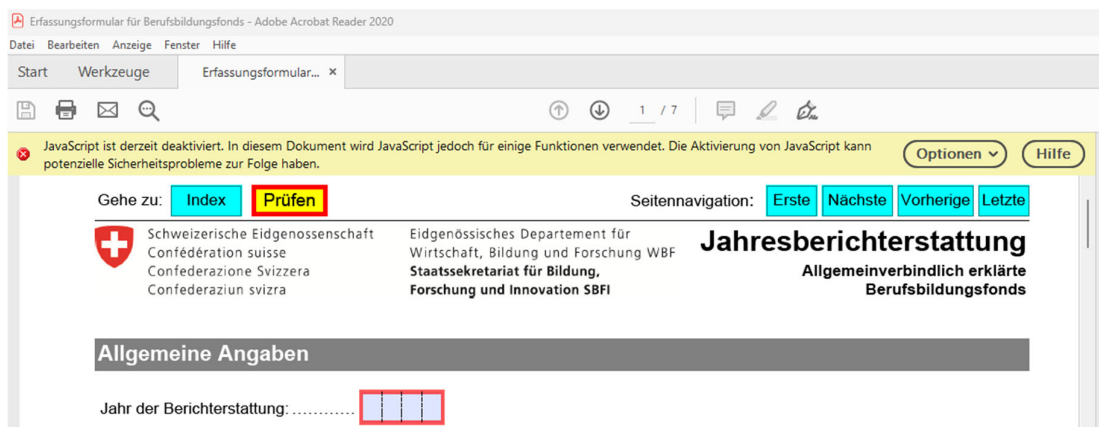 Erfassungsformular für Berufsbildungsfonds - Adobe Acrobat Reader 2020
Datei Bearbeiten Anzeige Fenster Hilfe
Start Werkzeuge Erfassungsformular... ×
1 / 7
JavaScript ist derzeit deaktiviert. In diesem Dokument wird JavaScript jedoch für einige Funktionen verwendet. Die Aktivierung von JavaScript kann
potenzielle Sicherheitsprobleme zur Folge haben.
Optionen Hilfe
Gehe zu: Index Prüfen Seitennavigation: Erste Nächste Vorherige Letzte
Schweizerische Eidgenossenschaft
Confédération suisse
Confederazione Svizzera
Confederaziun svizra
Eidgenössisches Departement für
Wirtschaft, Bildung und Forschung WBF
Staatssekretariat für Bildung,
Forschung und Innovation SBFI
Jahresberichterstattung
Allgemeinverbindlich erklärte
Berufsbildungsfonds
Allgemeine Angaben
Jahr der Berichterstattung: ............